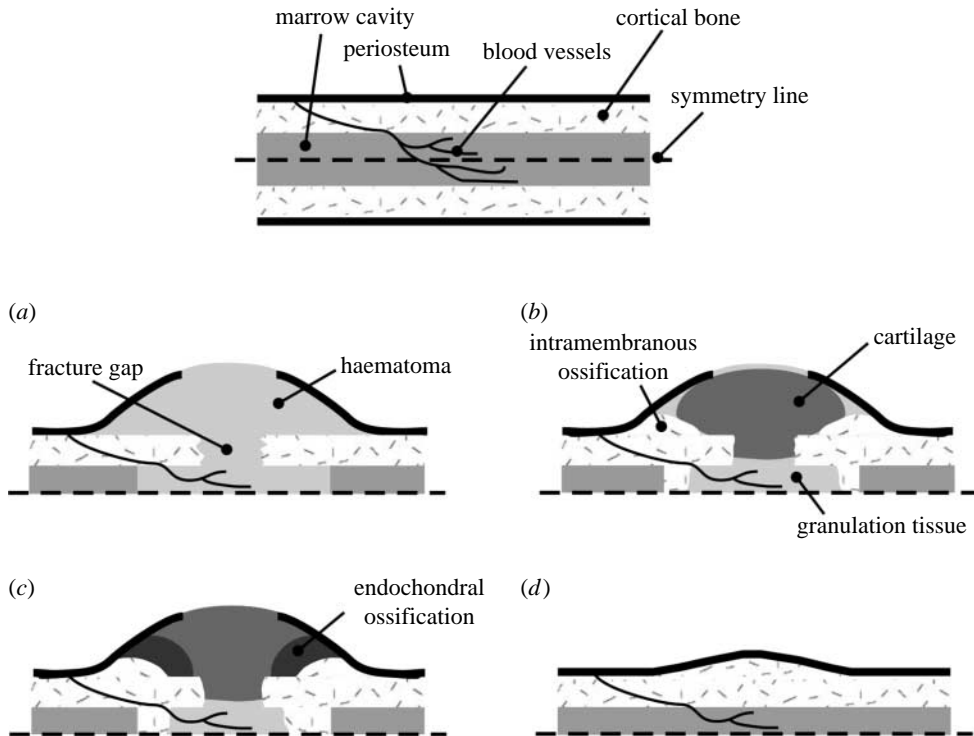 marrow cavity
cortical bone
periosteum
blood vessels
symmetry line
(a)
(b)
fracture gap
haematoma
intramembranous
ossification
cartilage
granulation tissue
(c)
(d)
endochondral
ossification